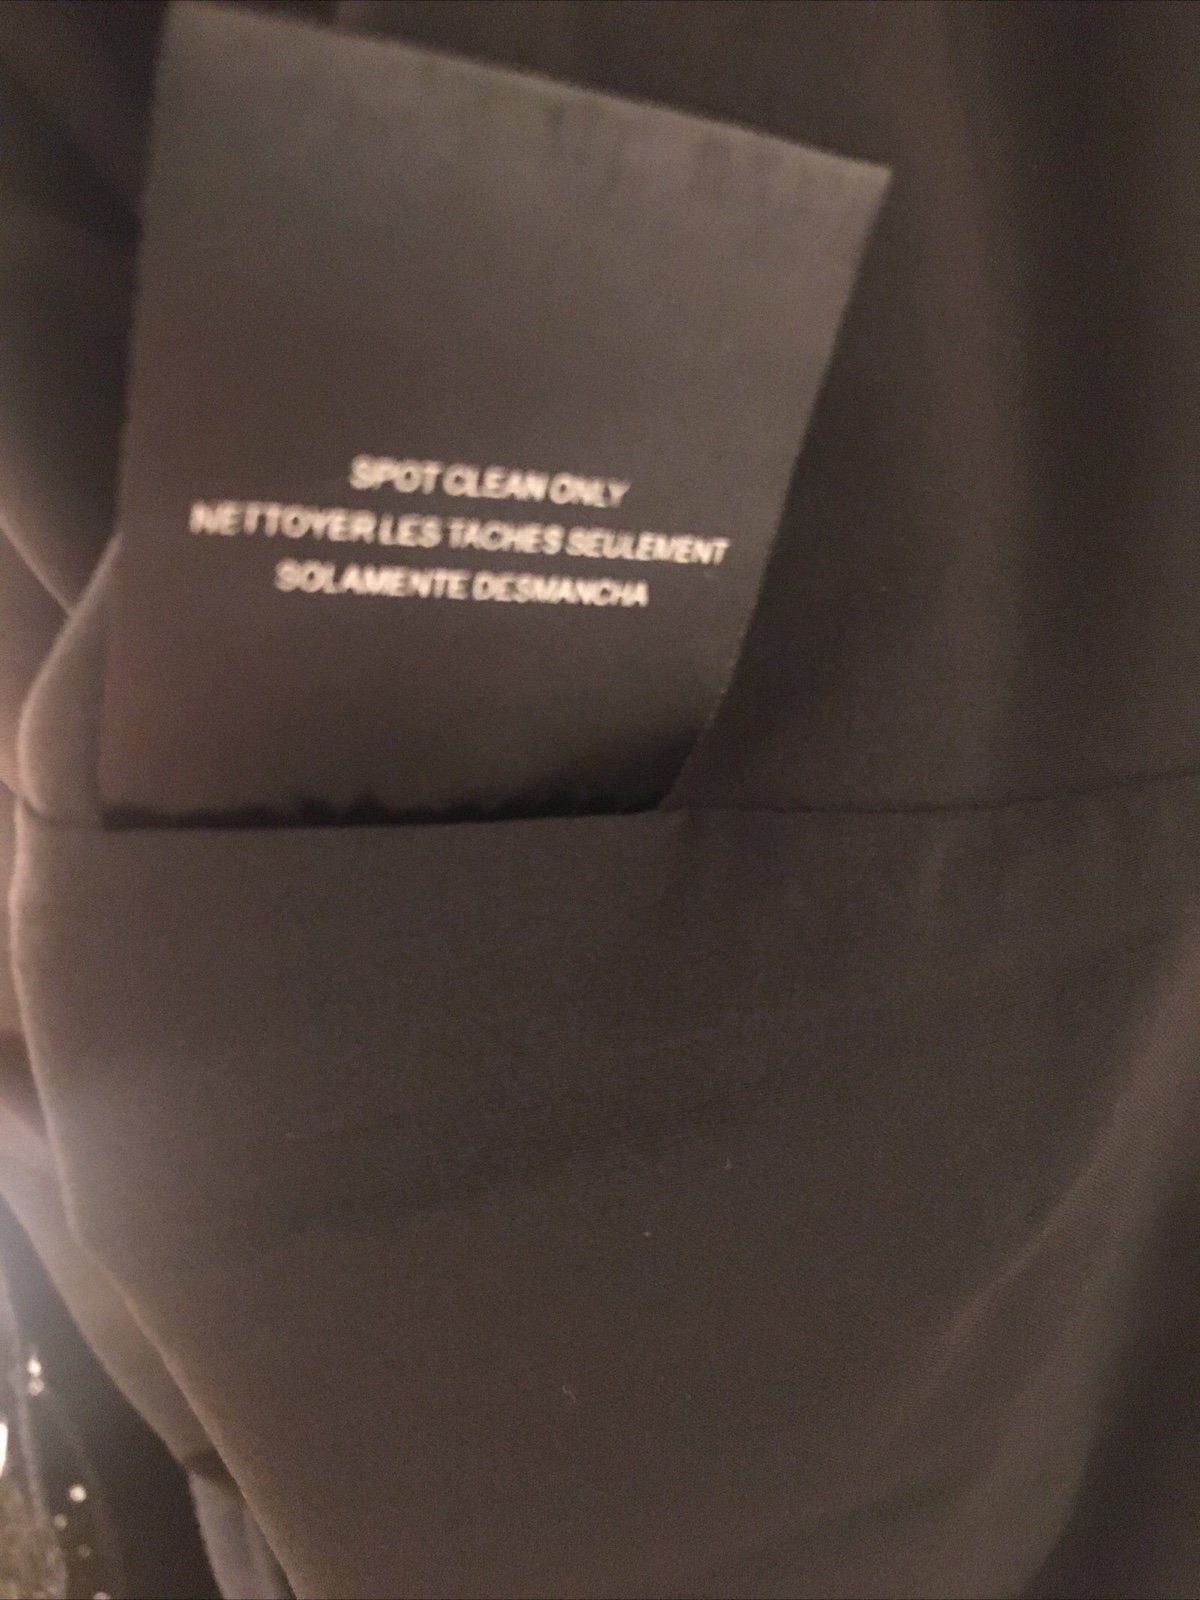 SPOT CLEAN ONLY
NETTOYER LES TACHES SEULEMENT
SOLAMENTE DESMANCHA